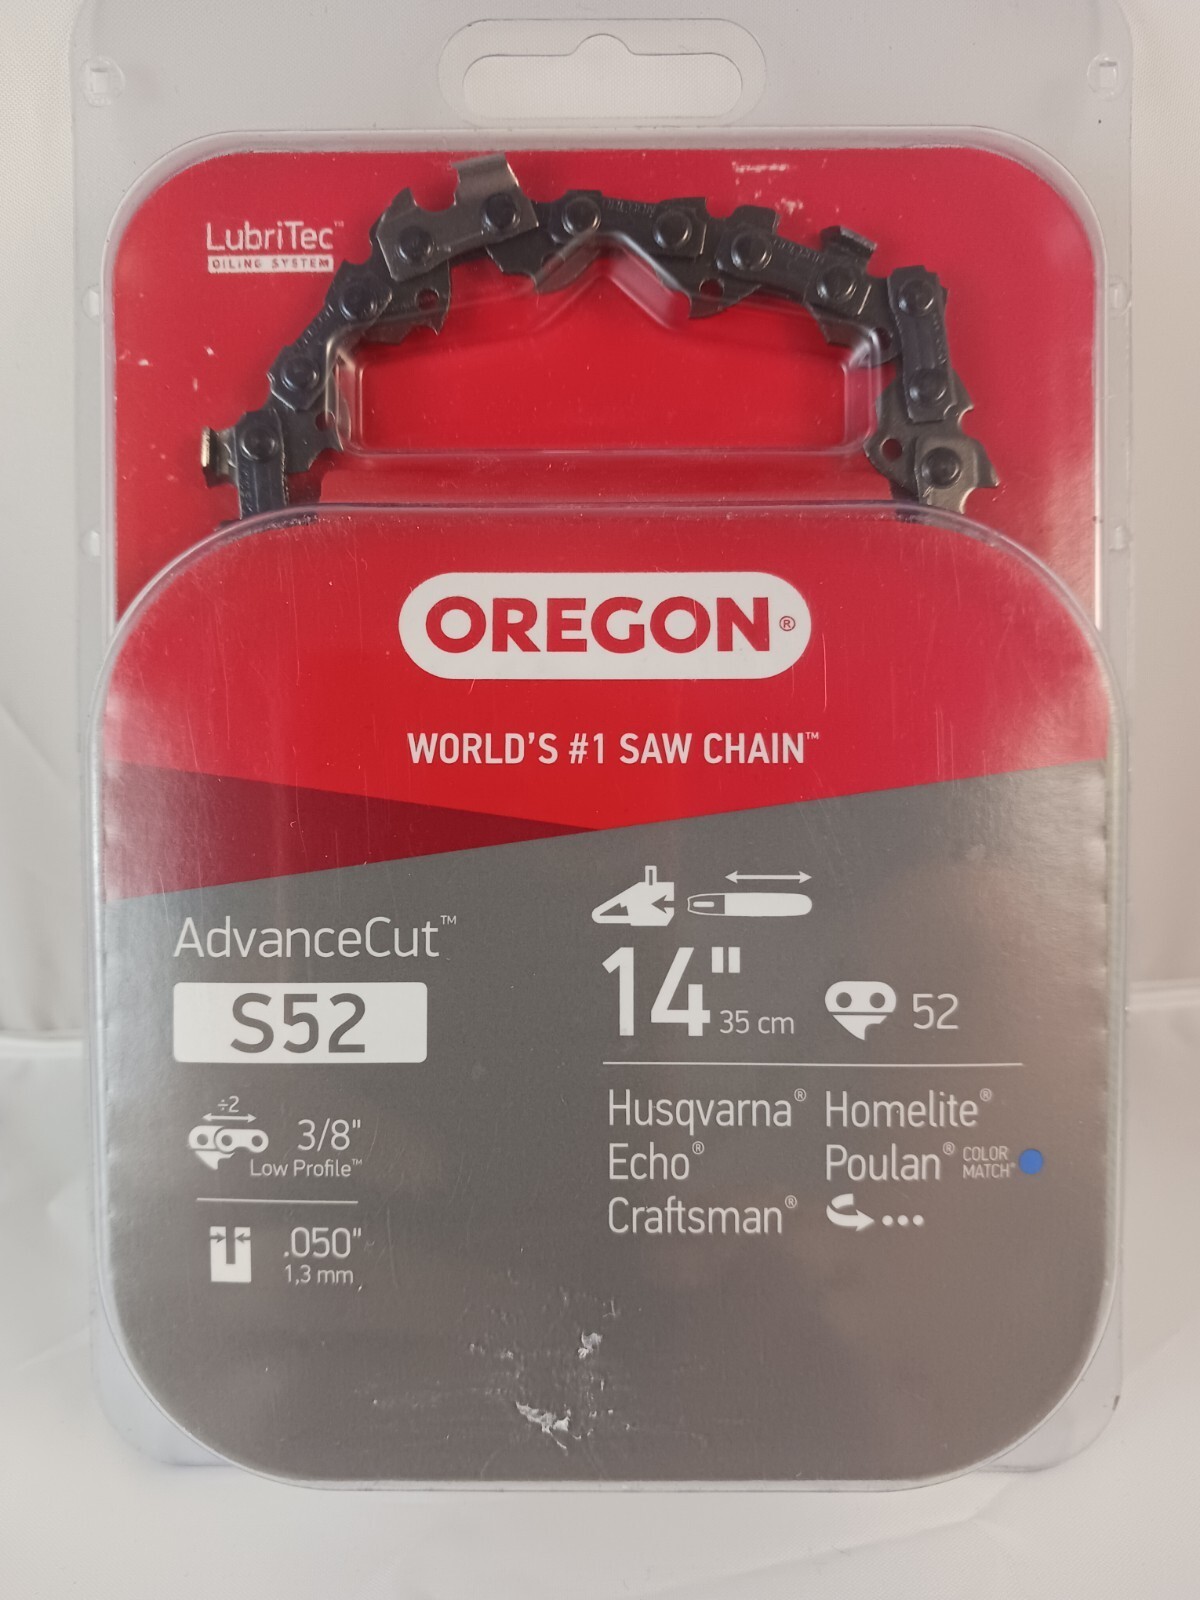 LubriTec™
OILING SYSTEM
OREGON®
WORLD'S #1 SAW CHAIN™
AdvanceCut™
S52
÷2
3/8"
Low Profile™
.050"
1,3 mm
14"
35 cm
52
Husqvarna® Homelite®
Echo® Poulan® COLOR MATCH®
Craftsman® ...